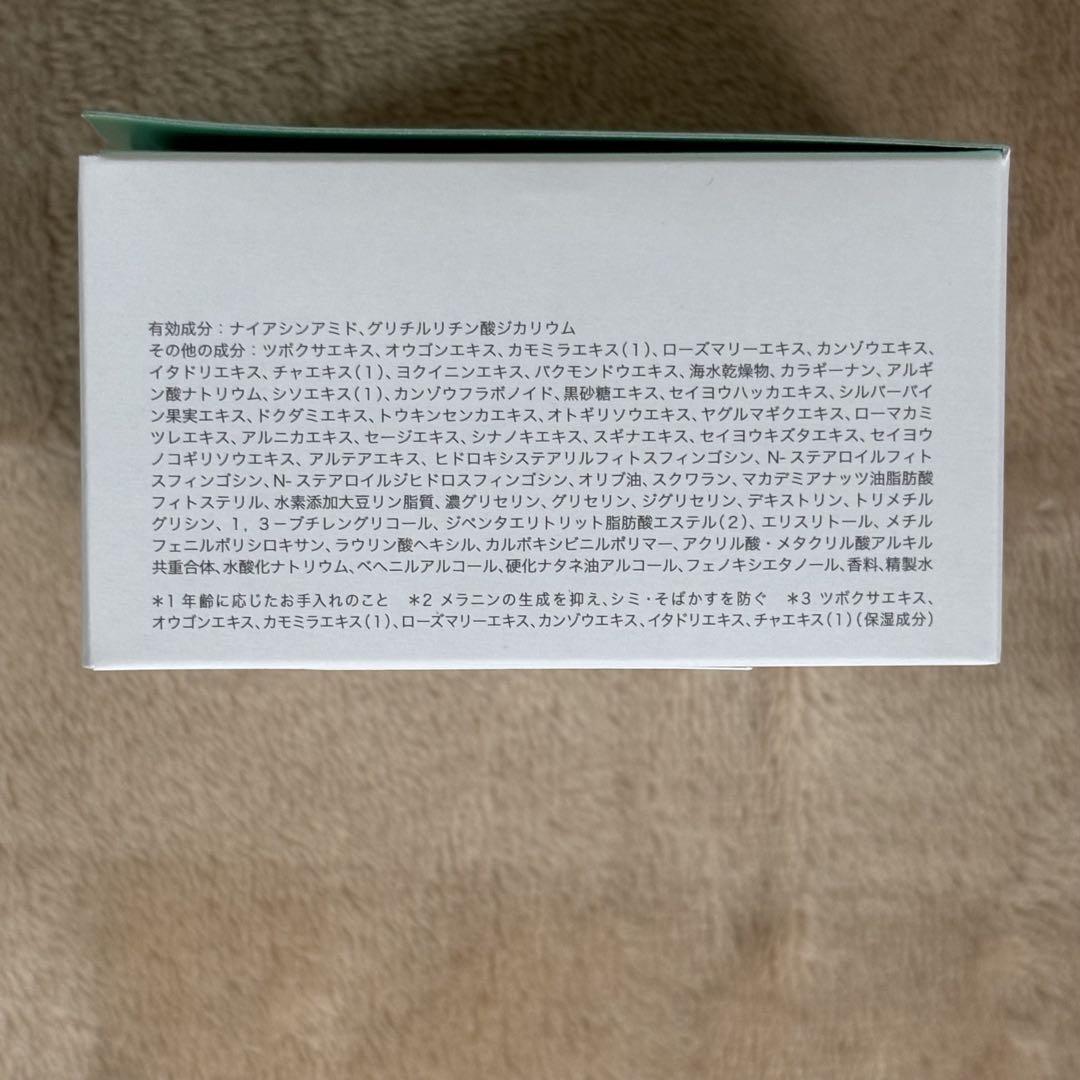 有効成分：ナイアシンアミド、グリチルリチン酸ジカリウム
その他の成分：ツボクサエキス、オウゴンエキス、カモミラエキス(1)、ローズマリーエキス、カンゾウエキス、
イタドリエキス、チャエキス(1)、ヨクイニンエキス、バクモンドウエキス、海水乾燥物、カラギーナン、アルギ
ン酸ナトリウム、シソエキス(1)、カンゾウフラボノイド、黒砂糖エキス、セイヨウハッカエキス、シルバーバイ
ン果実エキス、ドクダミエキス、トウキンセンカエキス、オトギリソウエキス、ヤグルマギクエキス、ローマカミ
ツレエキス、アルニカエキス、セージエキス、シナノキエキス、スギナエキス、セイヨウキズタエキス、セイヨウ
ノコギリソウエキス、アルテアエキス、ヒドロキシステアリルフィトスフィンゴシン、N-ステアロイルフィト
スフィンゴシン、N-ステアロイルジヒドロスフィンゴシン、オリブ油、スクワラン、マカデミアナッツ油脂肪酸
フィトステリル、水素添加大豆リン脂質、濃グリセリン、グリセリン、ジグリセリン、デキストリン、トリメチル
グリシン、1，3－ブチレングリコール、ジペンタエリトリット脂肪酸エステル(2)、エリスリトール、メチル
フェニルポリシロキサン、ラウリン酸ヘキシル、カルボキシビニルポリマー、アクリル酸・メタクリル酸アルキル
共重合体、水酸化ナトリウム、ベヘニルアルコール、硬化ナタネ油アルコール、フェノキシエタノール、香料、精製水
＊1 年齢に応じたお手入れのこと　＊2 メラニンの生成を抑え、シミ・そばかすを防ぐ　＊3 ツボクサエキス、
オウゴンエキス、カモミラエキス(1)、ローズマリーエキス、カンゾウエキス、イタドリエキス、チャエキス(1)(保湿成分)